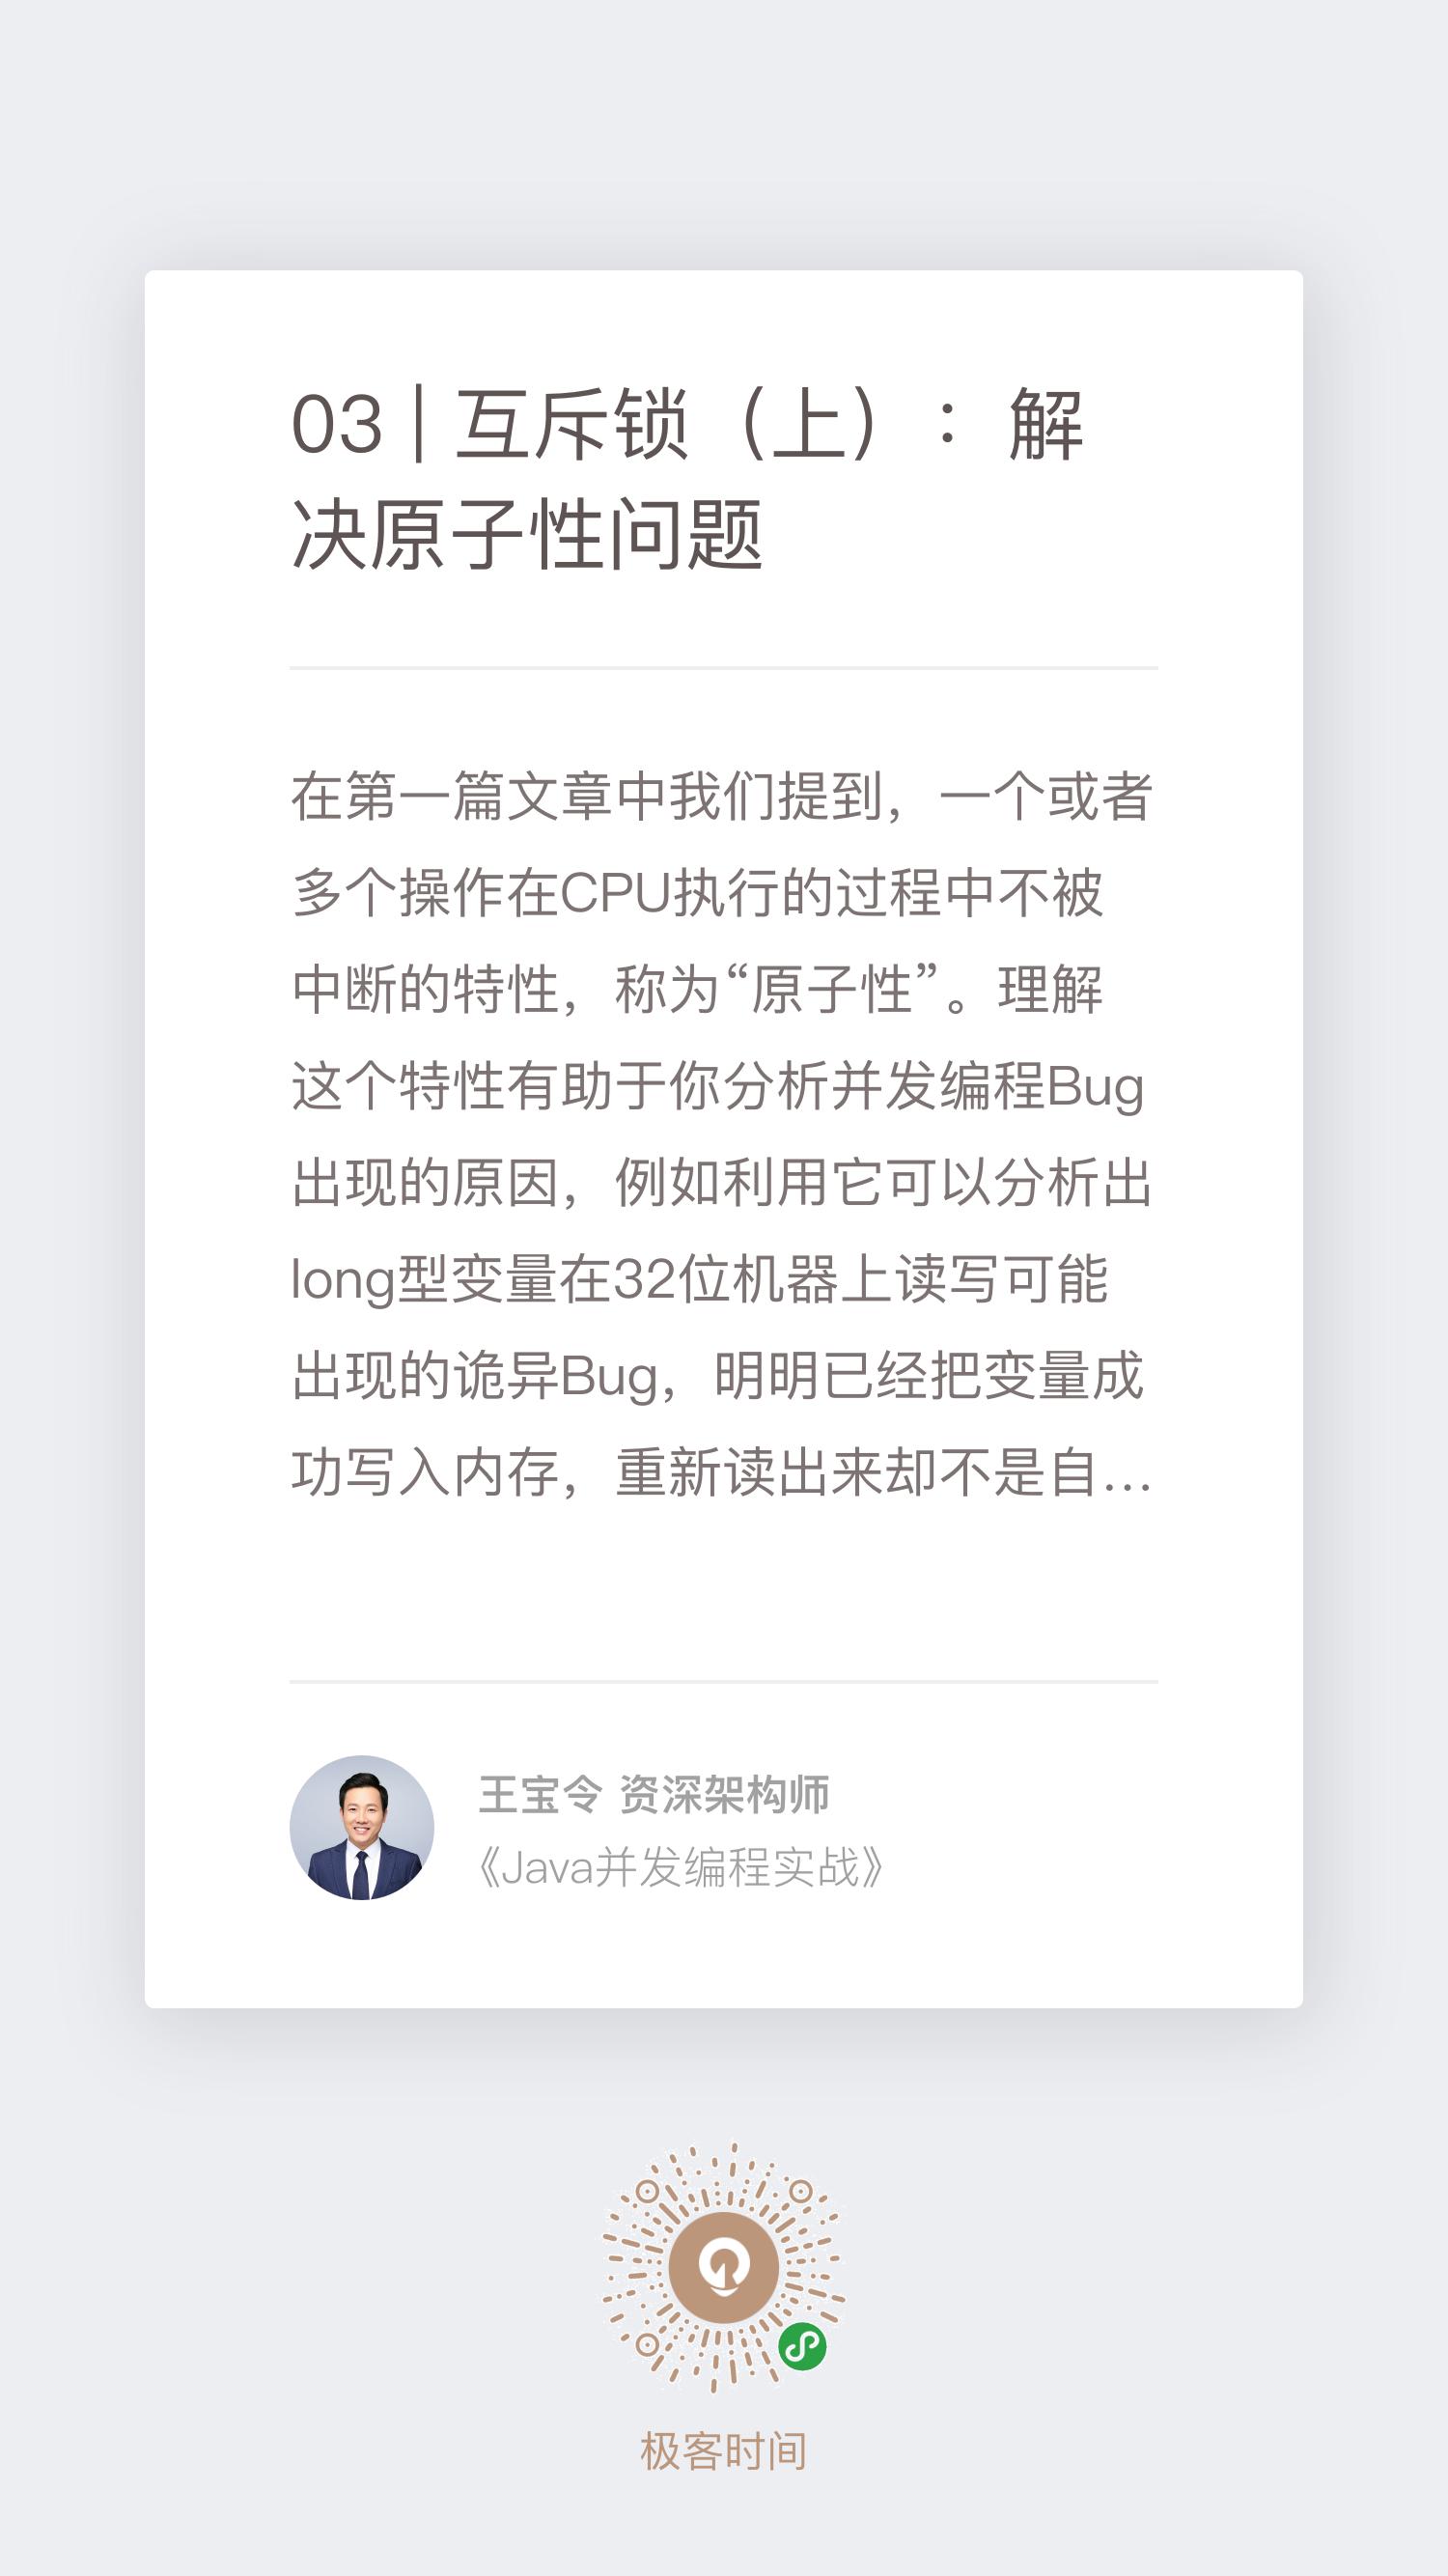 03 | 互斥锁（上）：解
决原子性问题
在第一篇文章中我们提到，一个或者
多个操作在CPU执行的过程中不被
中断的特性，称为“原子性”。理解
这个特性有助于你分析并发编程Bug
出现的原因，例如利用它可以分析出
long型变量在32位机器上读写可能
出现的诡异Bug，明明已经把变量成
功写入内存，重新读出来却不是自...
王宝令 资深架构师
《Java并发编程实战》
极客时间